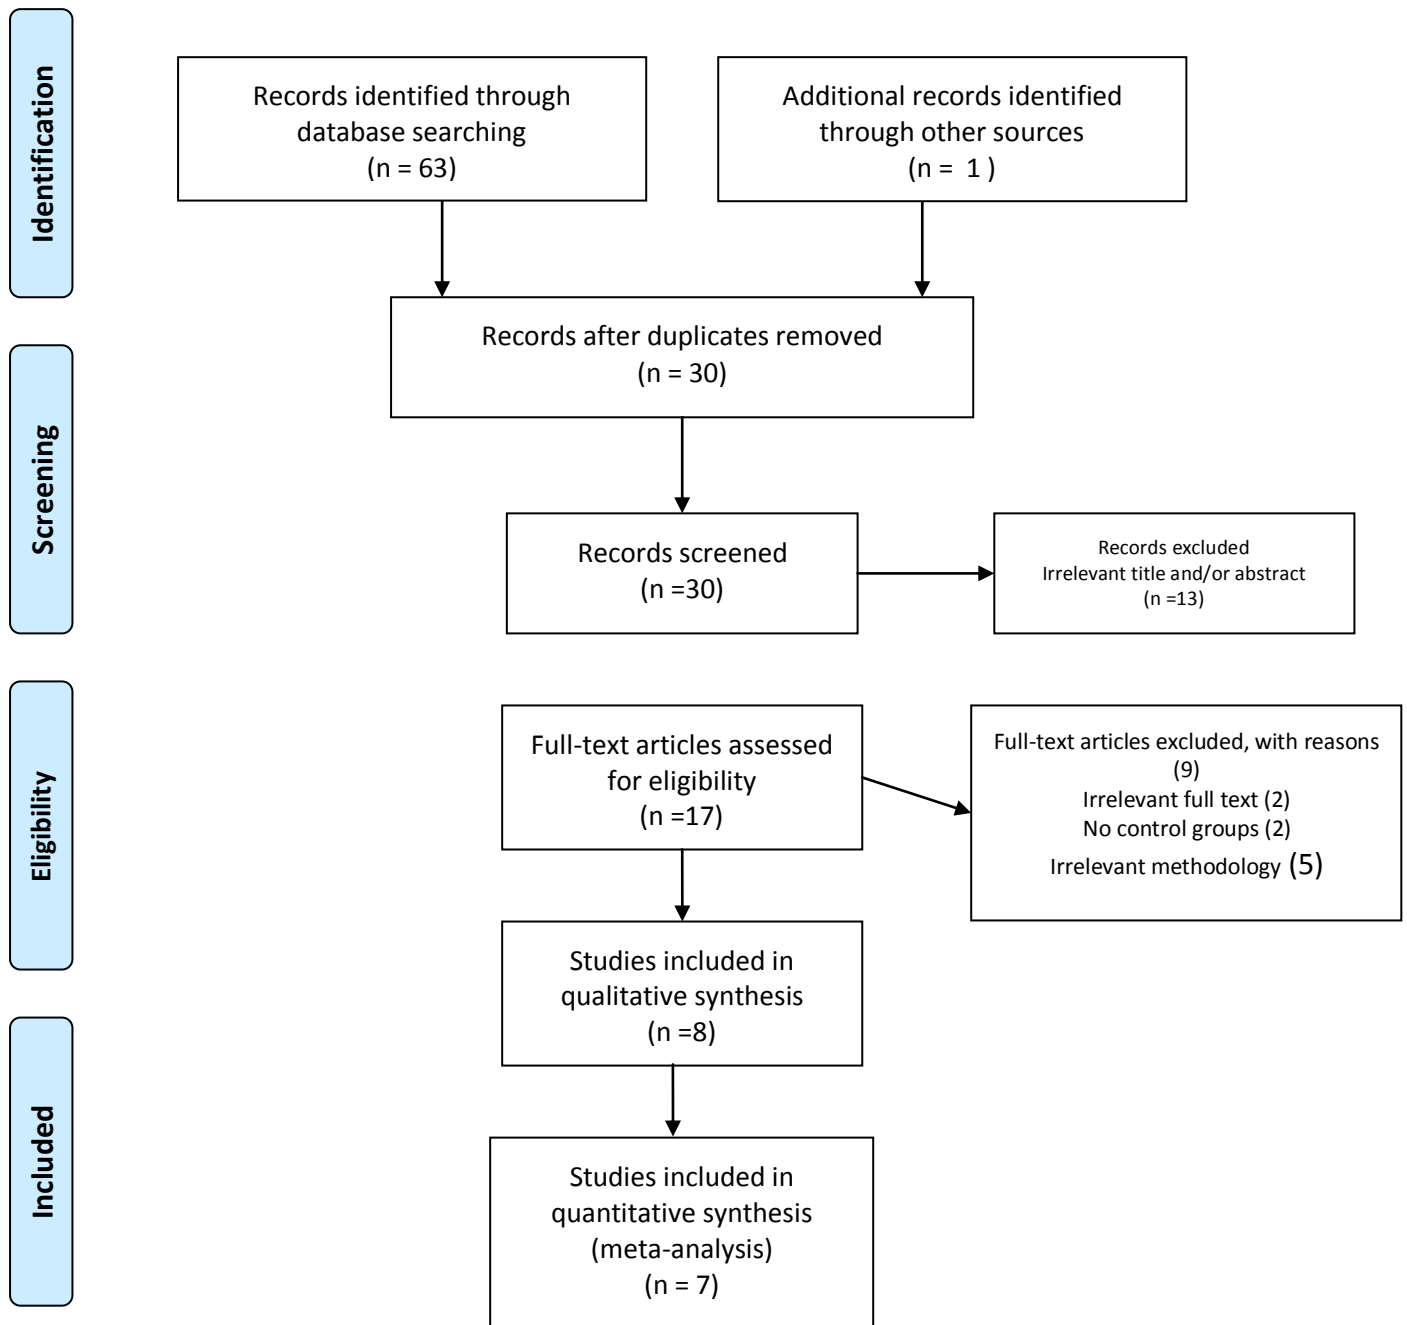 Identification
Records identified through
database searching
(n = 63)
Additional records identified
through other sources
(n =  1 )
Records after duplicates removed
(n = 30)
Screening
Records screened
(n =30)
Records excluded
Irrelevant title and/or abstract
(n =13)
Eligibility
Full-text articles assessed
for eligibility
(n =17)
Full-text articles excluded, with reasons
(9)
Irrelevant full text (2)
No control groups (2)
Irrelevant methodology (5)
Studies included in
qualitative synthesis
(n =8)
Included
Studies included in
quantitative synthesis
(meta-analysis)
(n = 7)